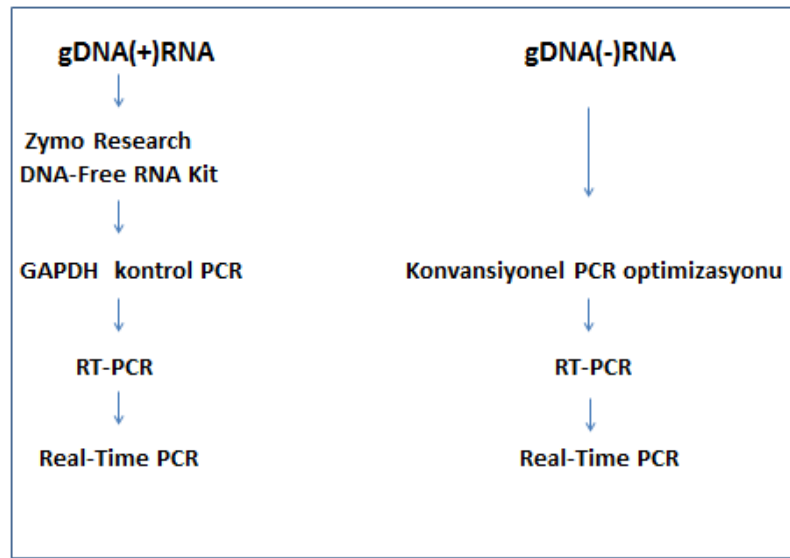 gDNA(+)RNA
Zymo Research
DNA-Free RNA Kit
GAPDH kontrol PCR
RT-PCR
Real-Time PCR
gDNA(-)RNA
Konvansiyonel PCR optimizasyonu
RT-PCR
Real-Time PCR